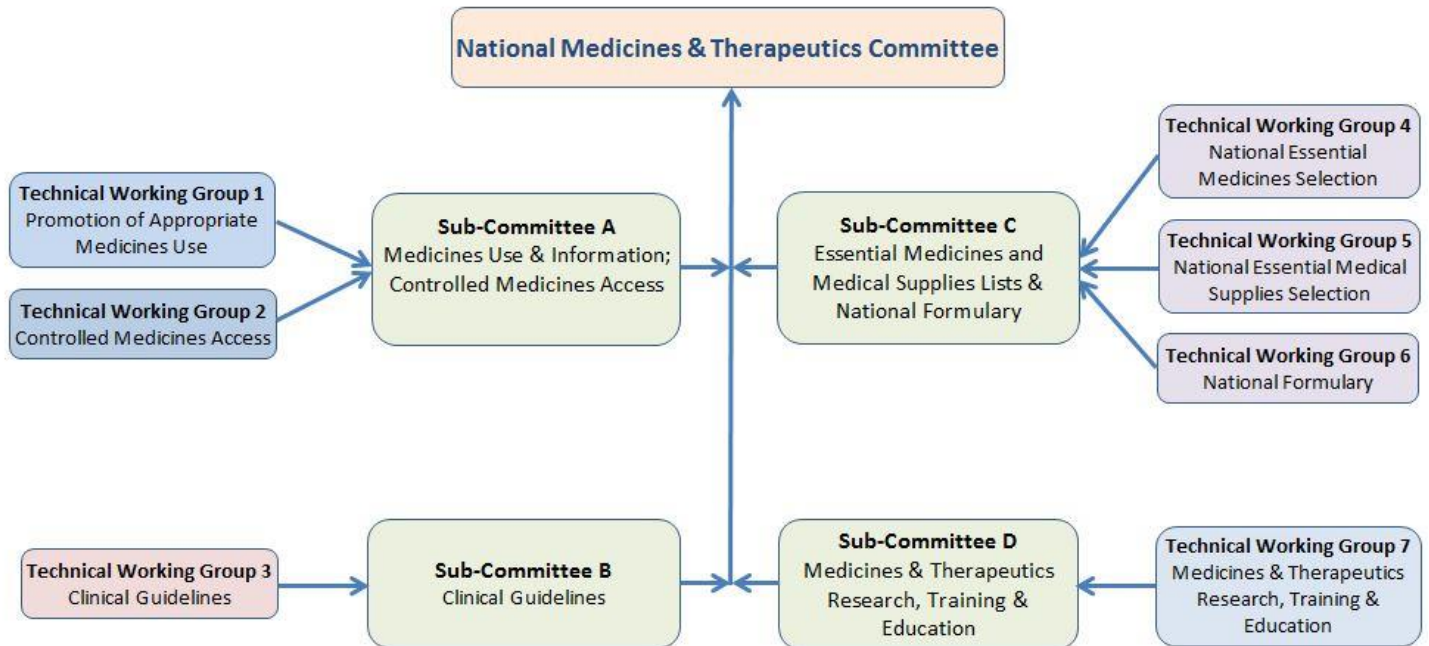 National Medicines & Therapeutics Committee
Technical Working Group 1
Promotion of Appropriate
Medicines Use
Technical Working Group 2
Controlled Medicines Access
Sub-Committee A
Medicines Use & Information;
Controlled Medicines Access
Sub-Committee C
Essential Medicines and
Medical Supplies Lists &
National Formulary
Technical Working Group 4
National Essential
Medicines Selection
Technical Working Group 5
National Essential Medical
Supplies Selection
Technical Working Group 6
National Formulary
Technical Working Group 3
Clinical Guidelines
Sub-Committee B
Clinical Guidelines
Sub-Committee D
Medicines & Therapeutics
Research, Training &
Education
Technical Working Group 7
Medicines & Therapeutics
Research, Training &
Education